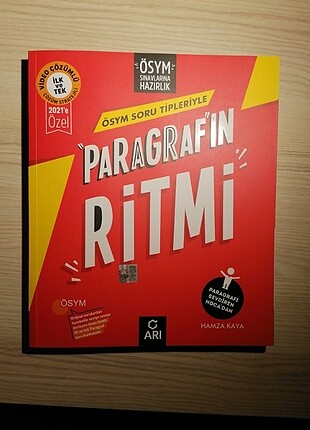 ÖSYM
SINAVLARINA
HAZIRLIK
VİDEO ÇÖZÜMLÜ
İLK ve
TEK
2021'e
Özel
ÖSYM SORU TİPLERİYLE
'PARAGRAF'IN
RİTMİ
PARAGRAFI
SEVDİREN
HOCA'DAN
HAMZA KAYA
ÖSYM
ARI